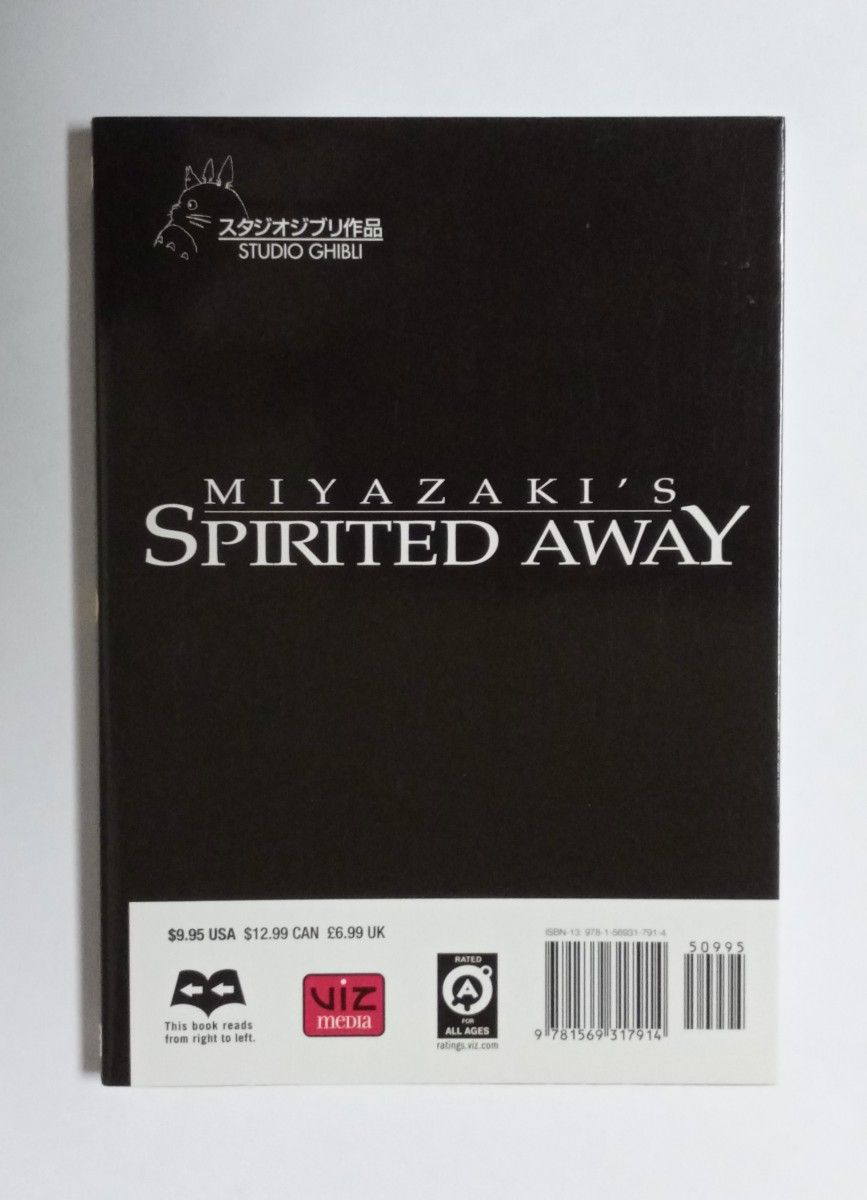 スタジオジブリ作品
STUDIO GHIBLI
MIYAZAKI'S
SPIRITED AWAY
$9.95 USA $12.99 CAN £6.99 UK
This book reads
from right to left.
VIZ
MEDIA
RATED
A
FOR
ALL AGES
ratings.viz.com
ISBN-13: 978-1-56931-791-4
50995
9 781569 317914